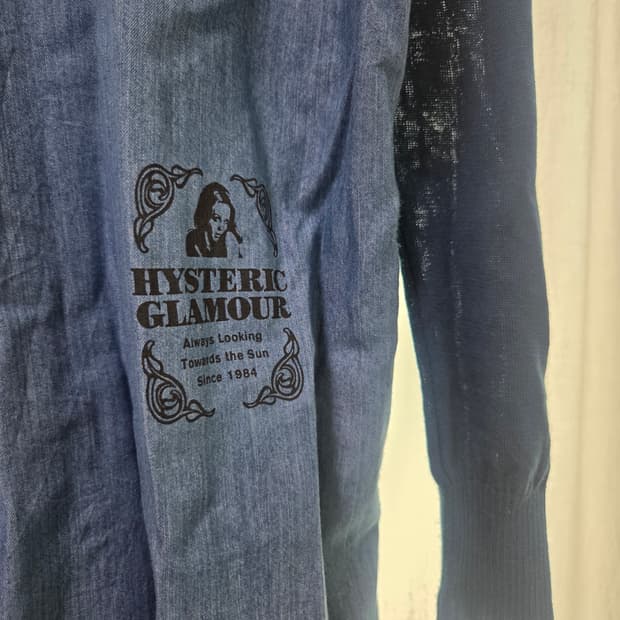 HYSTERIC
GLAMOUR
Always Looking
Towards the Sun
Since 1984